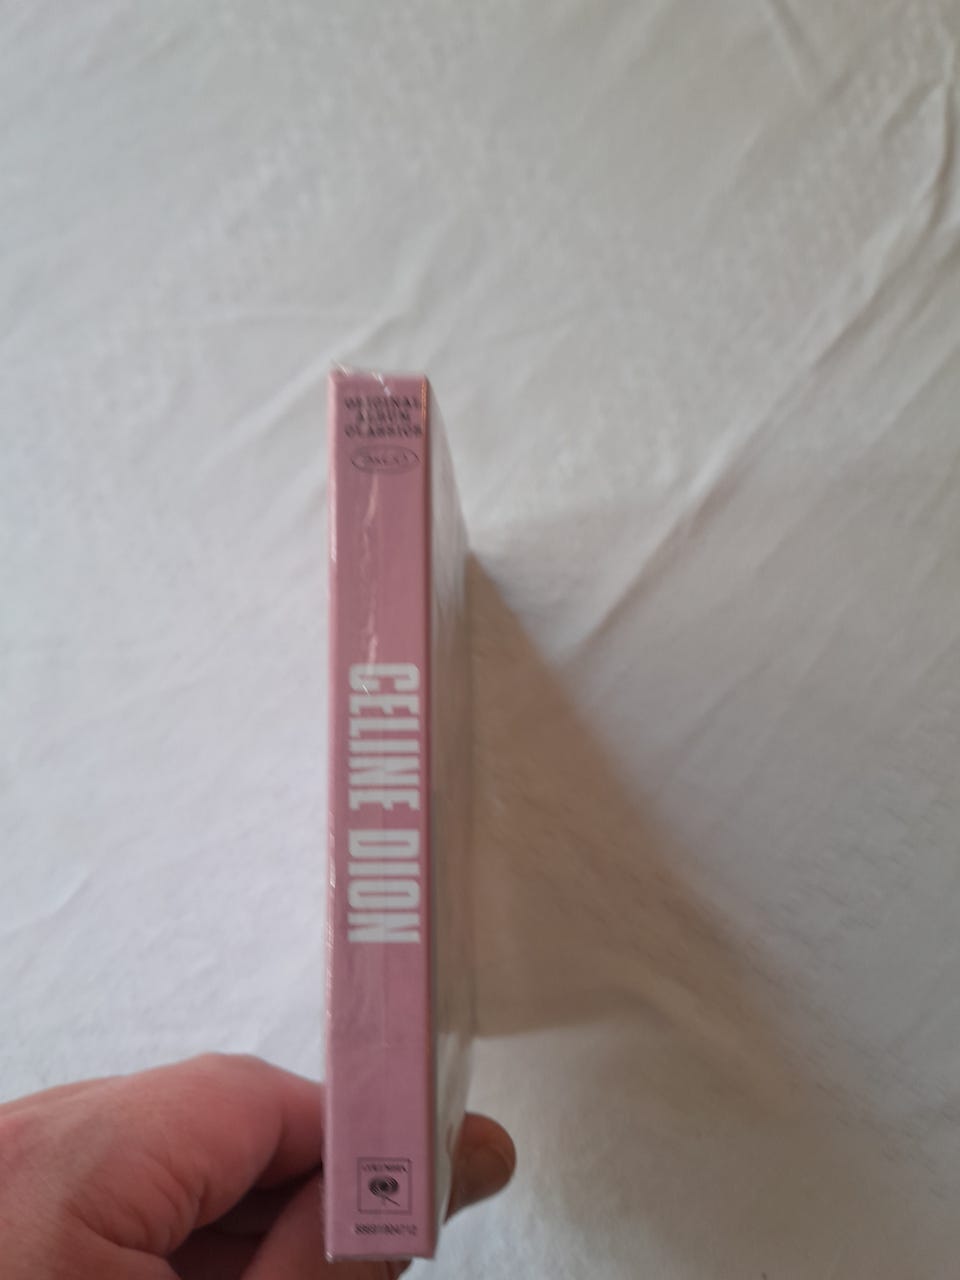 ORIGINAL
ALBUM
CLASSICS
CELINE DION
COLUMBIA